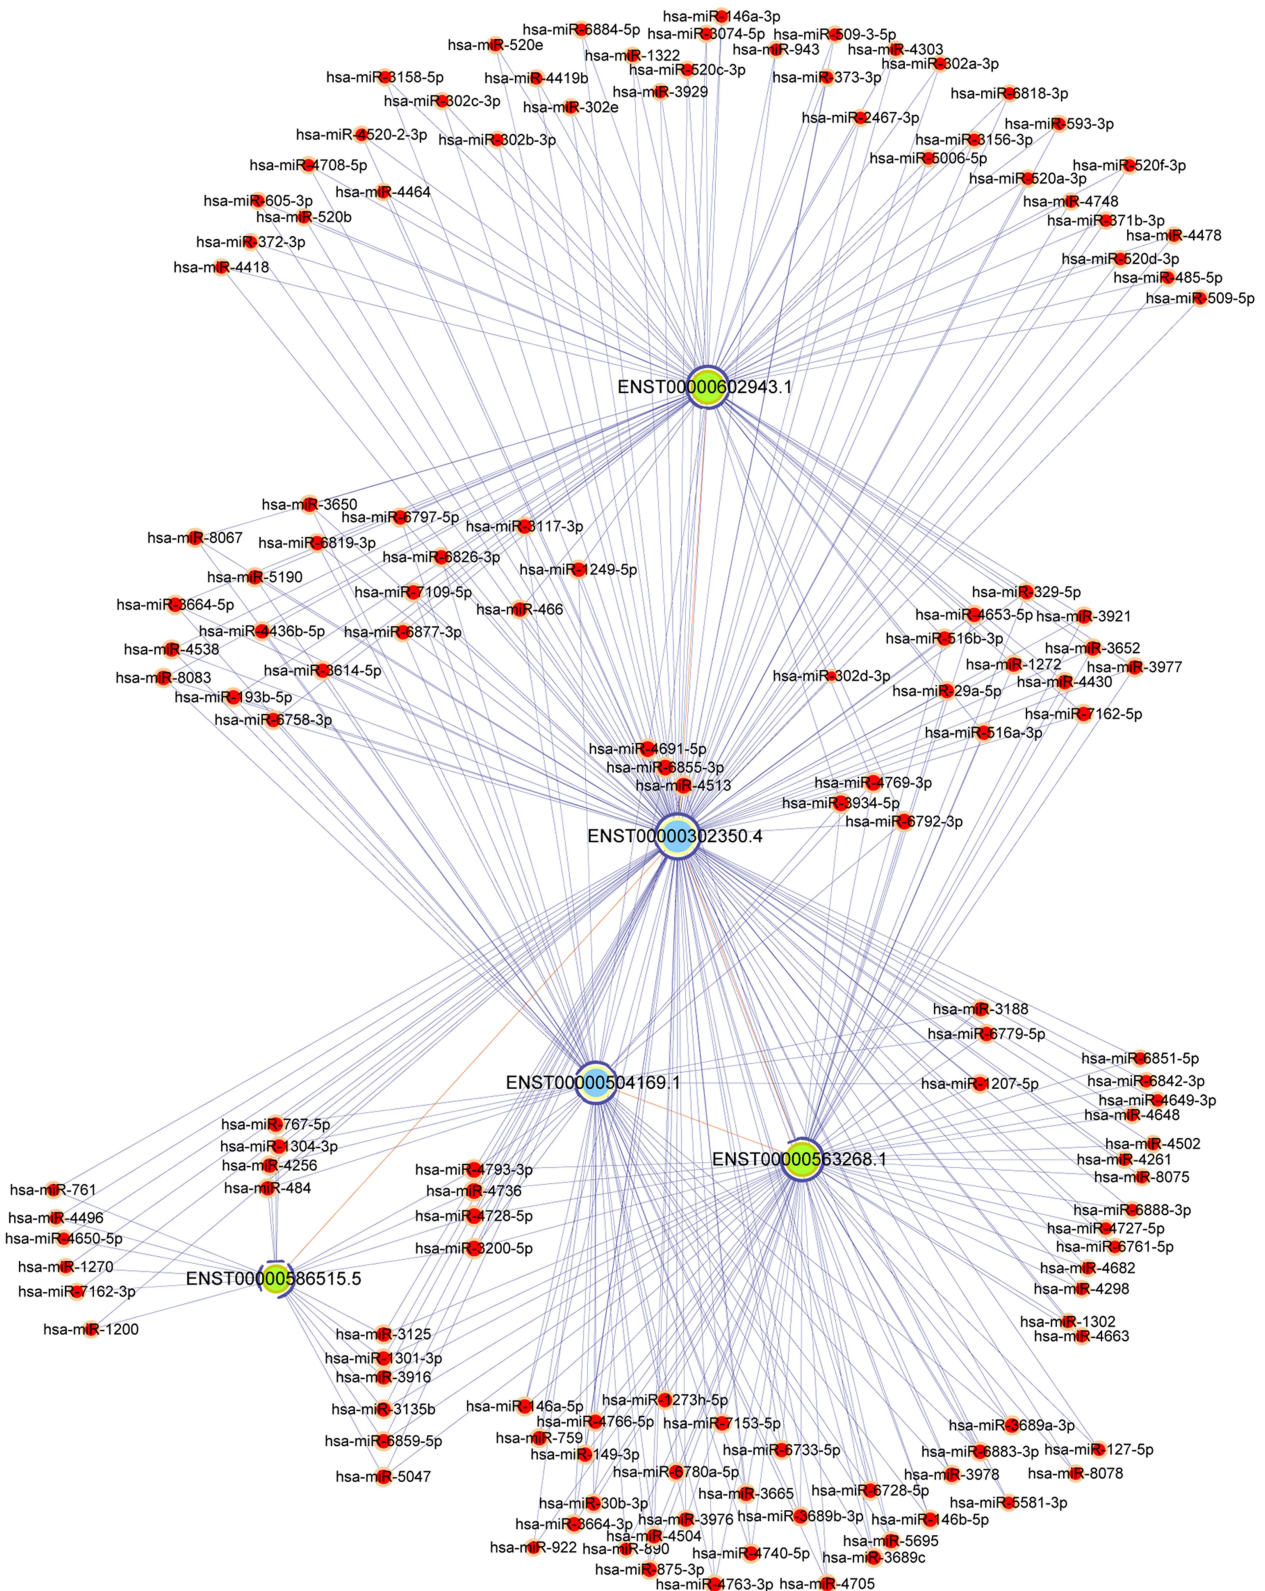 hsa-miR-146a-3p
hsa-miR-6884-5p
hsa-miR-3074-5p
hsa-miR-509-3-5p
hsa-miR-520e
hsa-miR-943
hsa-miR-4303
hsa-miR-1322
hsa-miR-302a-3p
hsa-miR-520c-3p
hsa-miR-3158-5p
hsa-miR-4419b
hsa-miR-373-3p
hsa-miR-3929
hsa-miR-6818-3p
hsa-miR-302c-3p
hsa-miR-302e
hsa-miR-2467-3p
hsa-miR-593-3p
hsa-miR-4520-2-3p
hsa-miR-302b-3p
hsa-miR-3156-3p
hsa-miR-5006-5p
hsa-miR-4708-5p
hsa-miR-520f-3p
hsa-miR-520a-3p
hsa-miR-4464
hsa-miR-605-3p
hsa-miR-4748
hsa-miR-520b
hsa-miR-371b-3p
hsa-miR-4478
hsa-miR-372-3p
hsa-miR-520d-3p
hsa-miR-4418
hsa-miR-485-5p
hsa-miR-509-5p
ENST00000602943.1
hsa-miR-3650
hsa-miR-6797-5p
hsa-miR-3117-3p
hsa-miR-8067
hsa-miR-6819-3p
hsa-miR-6826-3p
hsa-miR-1249-5p
hsa-miR-5190
hsa-miR-7109-5p
hsa-miR-329-5p
hsa-miR-3664-5p
hsa-miR-466
hsa-miR-4653-5p
hsa-miR-3921
hsa-miR-4436b-5p
hsa-miR-6877-3p
hsa-miR-516b-3p
hsa-miR-4538
hsa-miR-3652
hsa-miR-1272
hsa-miR-3977
hsa-miR-3614-5p
hsa-miR-8083
hsa-miR-302d-3p
hsa-miR-4430
hsa-miR-29a-5p
hsa-miR-193b-5p
hsa-miR-7162-5p
hsa-miR-6758-3p
hsa-miR-516a-3p
hsa-miR-4691-5p
hsa-miR-6855-3p
hsa-miR-4513
hsa-miR-4769-3p
hsa-miR-3934-5p
hsa-miR-6792-3p
ENST00000302350.4
hsa-miR-3188
hsa-miR-6779-5p
hsa-miR-6851-5p
ENST00000504169.1
hsa-miR-1207-5p
hsa-miR-6842-3p
hsa-miR-4649-3p
hsa-miR-4648
hsa-miR-767-5p
hsa-miR-1304-3p
hsa-miR-4502
ENST00000563268.1
hsa-miR-4261
hsa-miR-4256
hsa-miR-4793-3p
hsa-miR-8075
hsa-miR-761
hsa-miR-484
hsa-miR-4736
hsa-miR-6888-3p
hsa-miR-4496
hsa-miR-4728-5p
hsa-miR-4727-5p
hsa-miR-4650-5p
hsa-miR-3200-5p
hsa-miR-6761-5p
hsa-miR-1270
ENST00000586515.5
hsa-miR-4682
hsa-miR-7162-3p
hsa-miR-4298
hsa-miR-1200
hsa-miR-3125
hsa-miR-1302
hsa-miR-4663
hsa-miR-1301-3p
hsa-miR-3916
hsa-miR-3135b
hsa-miR-146a-5p
hsa-miR-1273h-5p
hsa-miR-4766-5p
hsa-miR-7153-5p
hsa-miR-3689a-3p
hsa-miR-6859-5p
hsa-miR-759
hsa-miR-149-3p
hsa-miR-6733-5p
hsa-miR-6883-3p
hsa-miR-127-5p
hsa-miR-5047
hsa-miR-6780a-5p
hsa-miR-3978
hsa-miR-8078
hsa-miR-3665
hsa-miR-6728-5p
hsa-miR-30b-3p
hsa-miR-5581-3p
hsa-miR-3664-3p
hsa-miR-3976
hsa-miR-3689b-3p
hsa-miR-146b-5p
hsa-miR-4504
hsa-miR-922
hsa-miR-890
hsa-miR-4740-5p
hsa-miR-5695
hsa-miR-3689c
hsa-miR-875-3p
hsa-miR-4763-3p
hsa-miR-4705